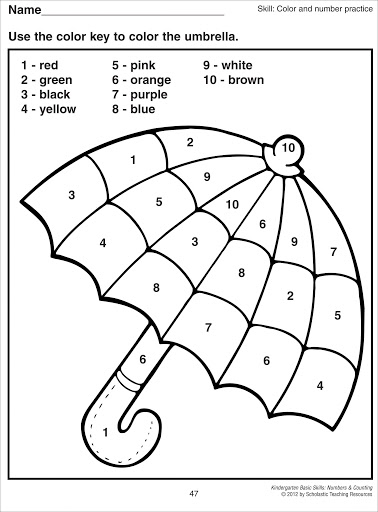 Name
Skill: Color and number practice
Use the color key to color the umbrella.
1 - red 5 - pink 9 - white
2 - green 6 - orange 10 - brown
3 - black 7 - purple
4 - yellow 8 - blue
10
2
1
9
3
5
10
6
4
3
9
7
8
8
2
5
7
6
6
4
1
Kindergarten Basic Skills: Numbers & Counting
47
© 2012 by Scholastic Teaching Resources